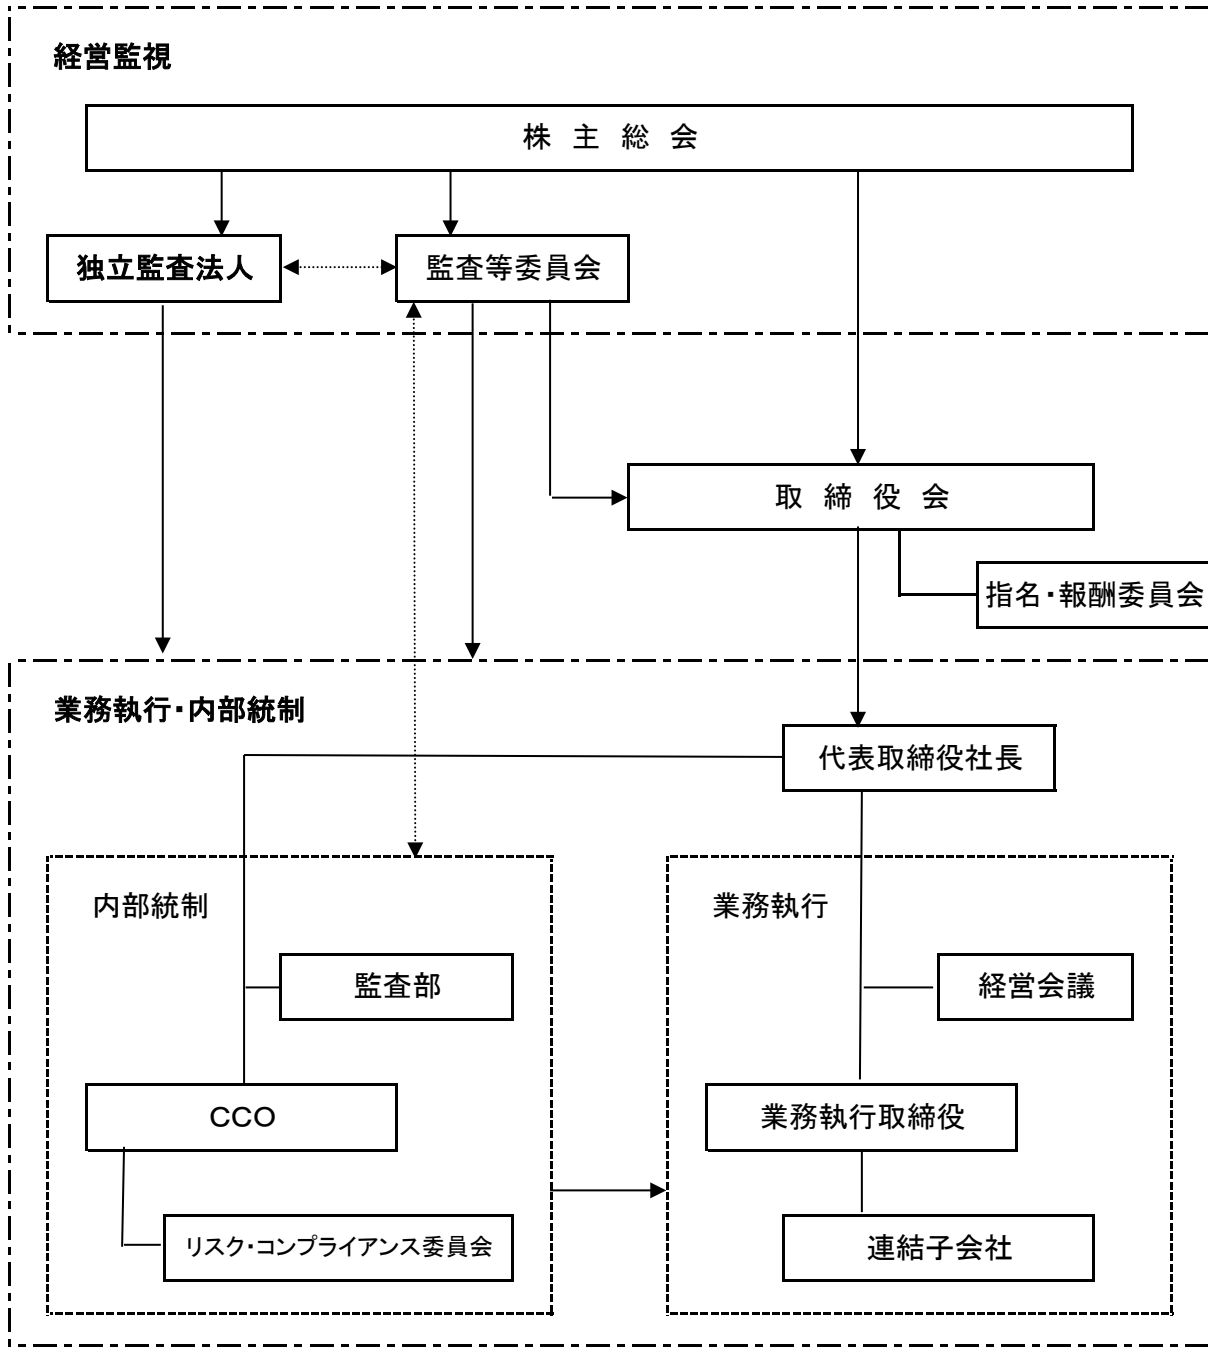 経営監視
株 主 総 会
独立監査法人
監査等委員会
取 締 役 会
指名・報酬委員会
業務執行・内部統制
代表取締役社長
内部統制
業務執行
監査部
経営会議
CCO
業務執行取締役
リスク・コンプライアンス委員会
連結子会社